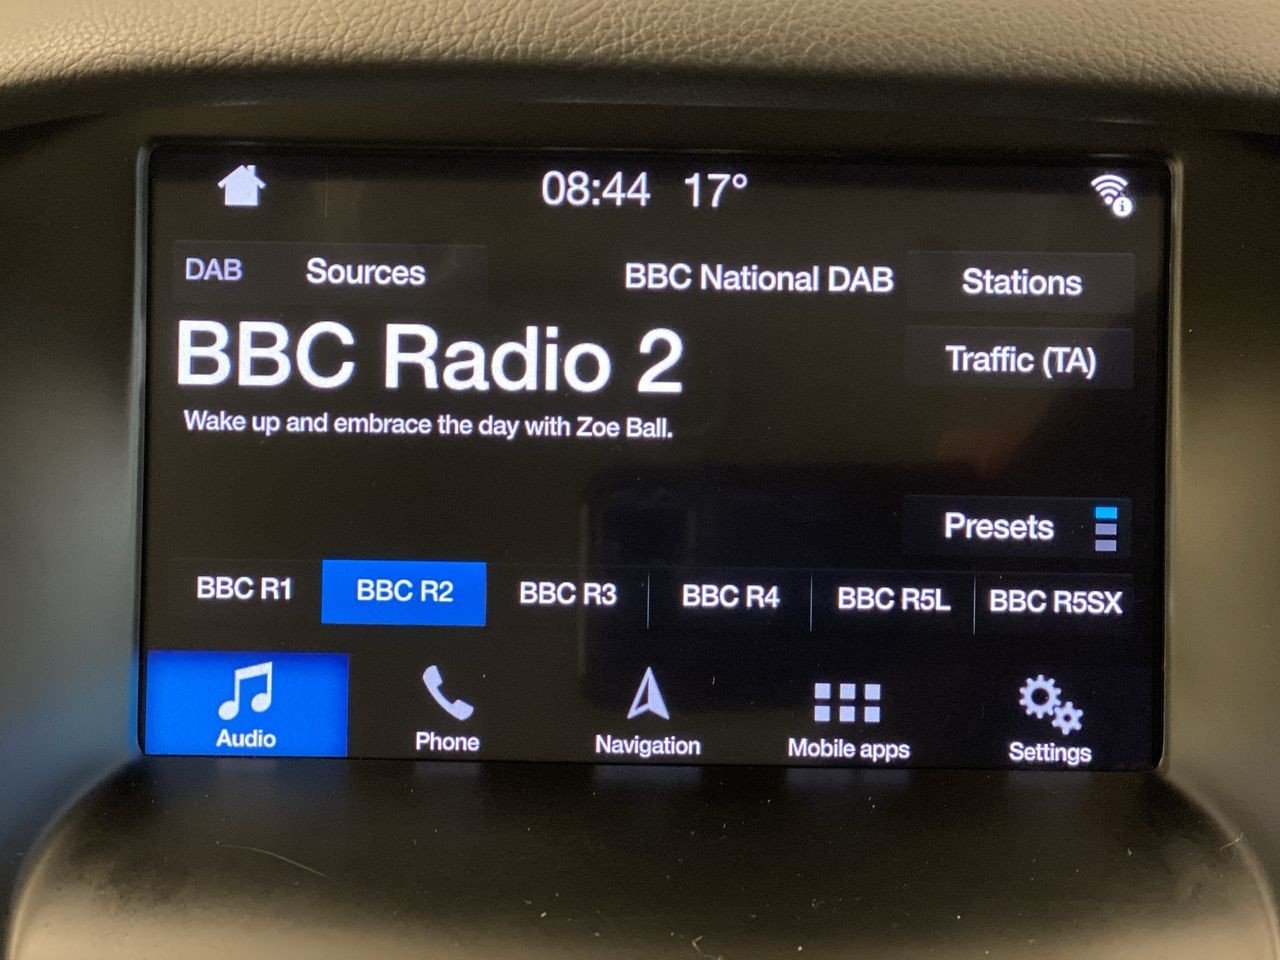 08:44 17°
DAB Sources BBC National DAB Stations
BBC Radio 2
Traffic (TA)
Wake up and embrace the day with Zoe Ball.
Presets
BBC R1 BBC R2 BBC R3 BBC R4 BBC R5L BBC R5SX
Audio Phone Navigation Mobile apps Settings